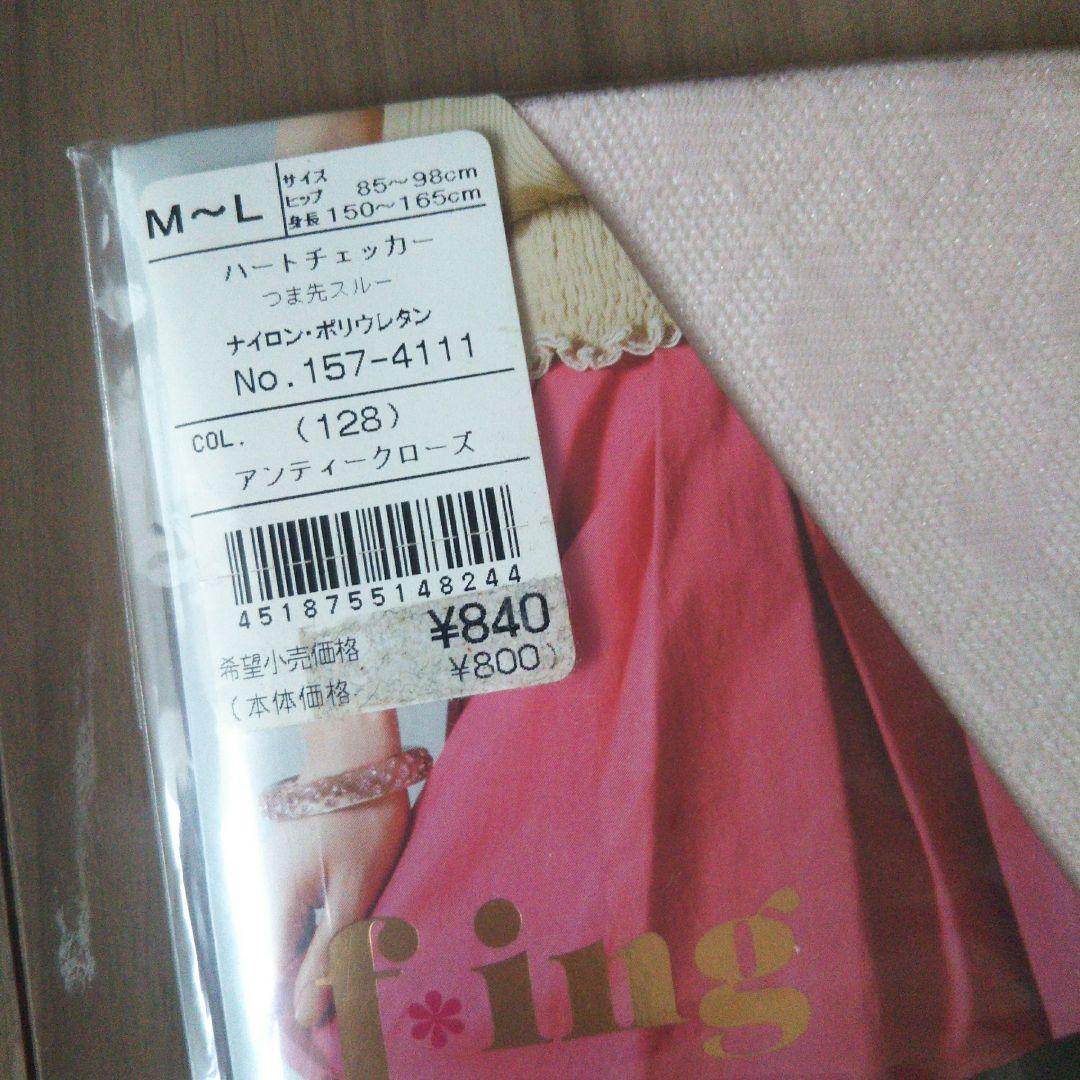 M～L
サイズ
ヒップ 85～98cm
身長 150～165cm
ハートチェッカー
つま先スルー
ナイロン・ポリウレタン
No.157-4111
COL. (128)
アンティークローズ
4518755148244
希望小売価格 ¥840
(本体価格 ¥800)
f*ing